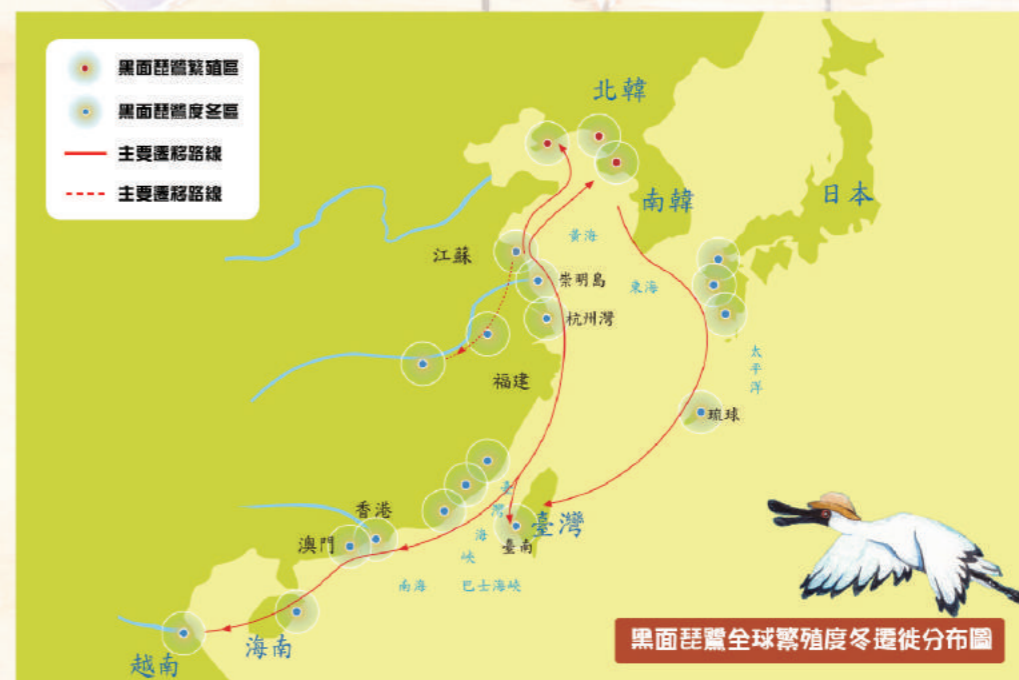 黑面琵鷺繁殖區
黑面琵鷺度冬區
主要遷移路線
主要遷移路線
北韓
南韓
日本
黃海
江蘇
崇明島
東海
杭州灣
太平洋
福建
琉球
臺灣海峽
臺灣
香港
澳門
臺南
南海
巴士海峽
海南
越南
黑面琵鷺全球繁殖度冬遷徙分布圖